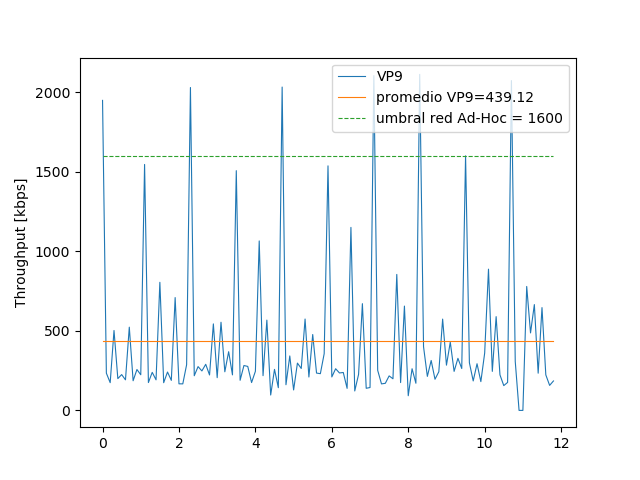 VP9
promedio VP9=439.12
umbral red Ad-Hoc = 1600
Throughput [kbps]
2000
1500
1000
500
0
0 2 4 6 8 10 12